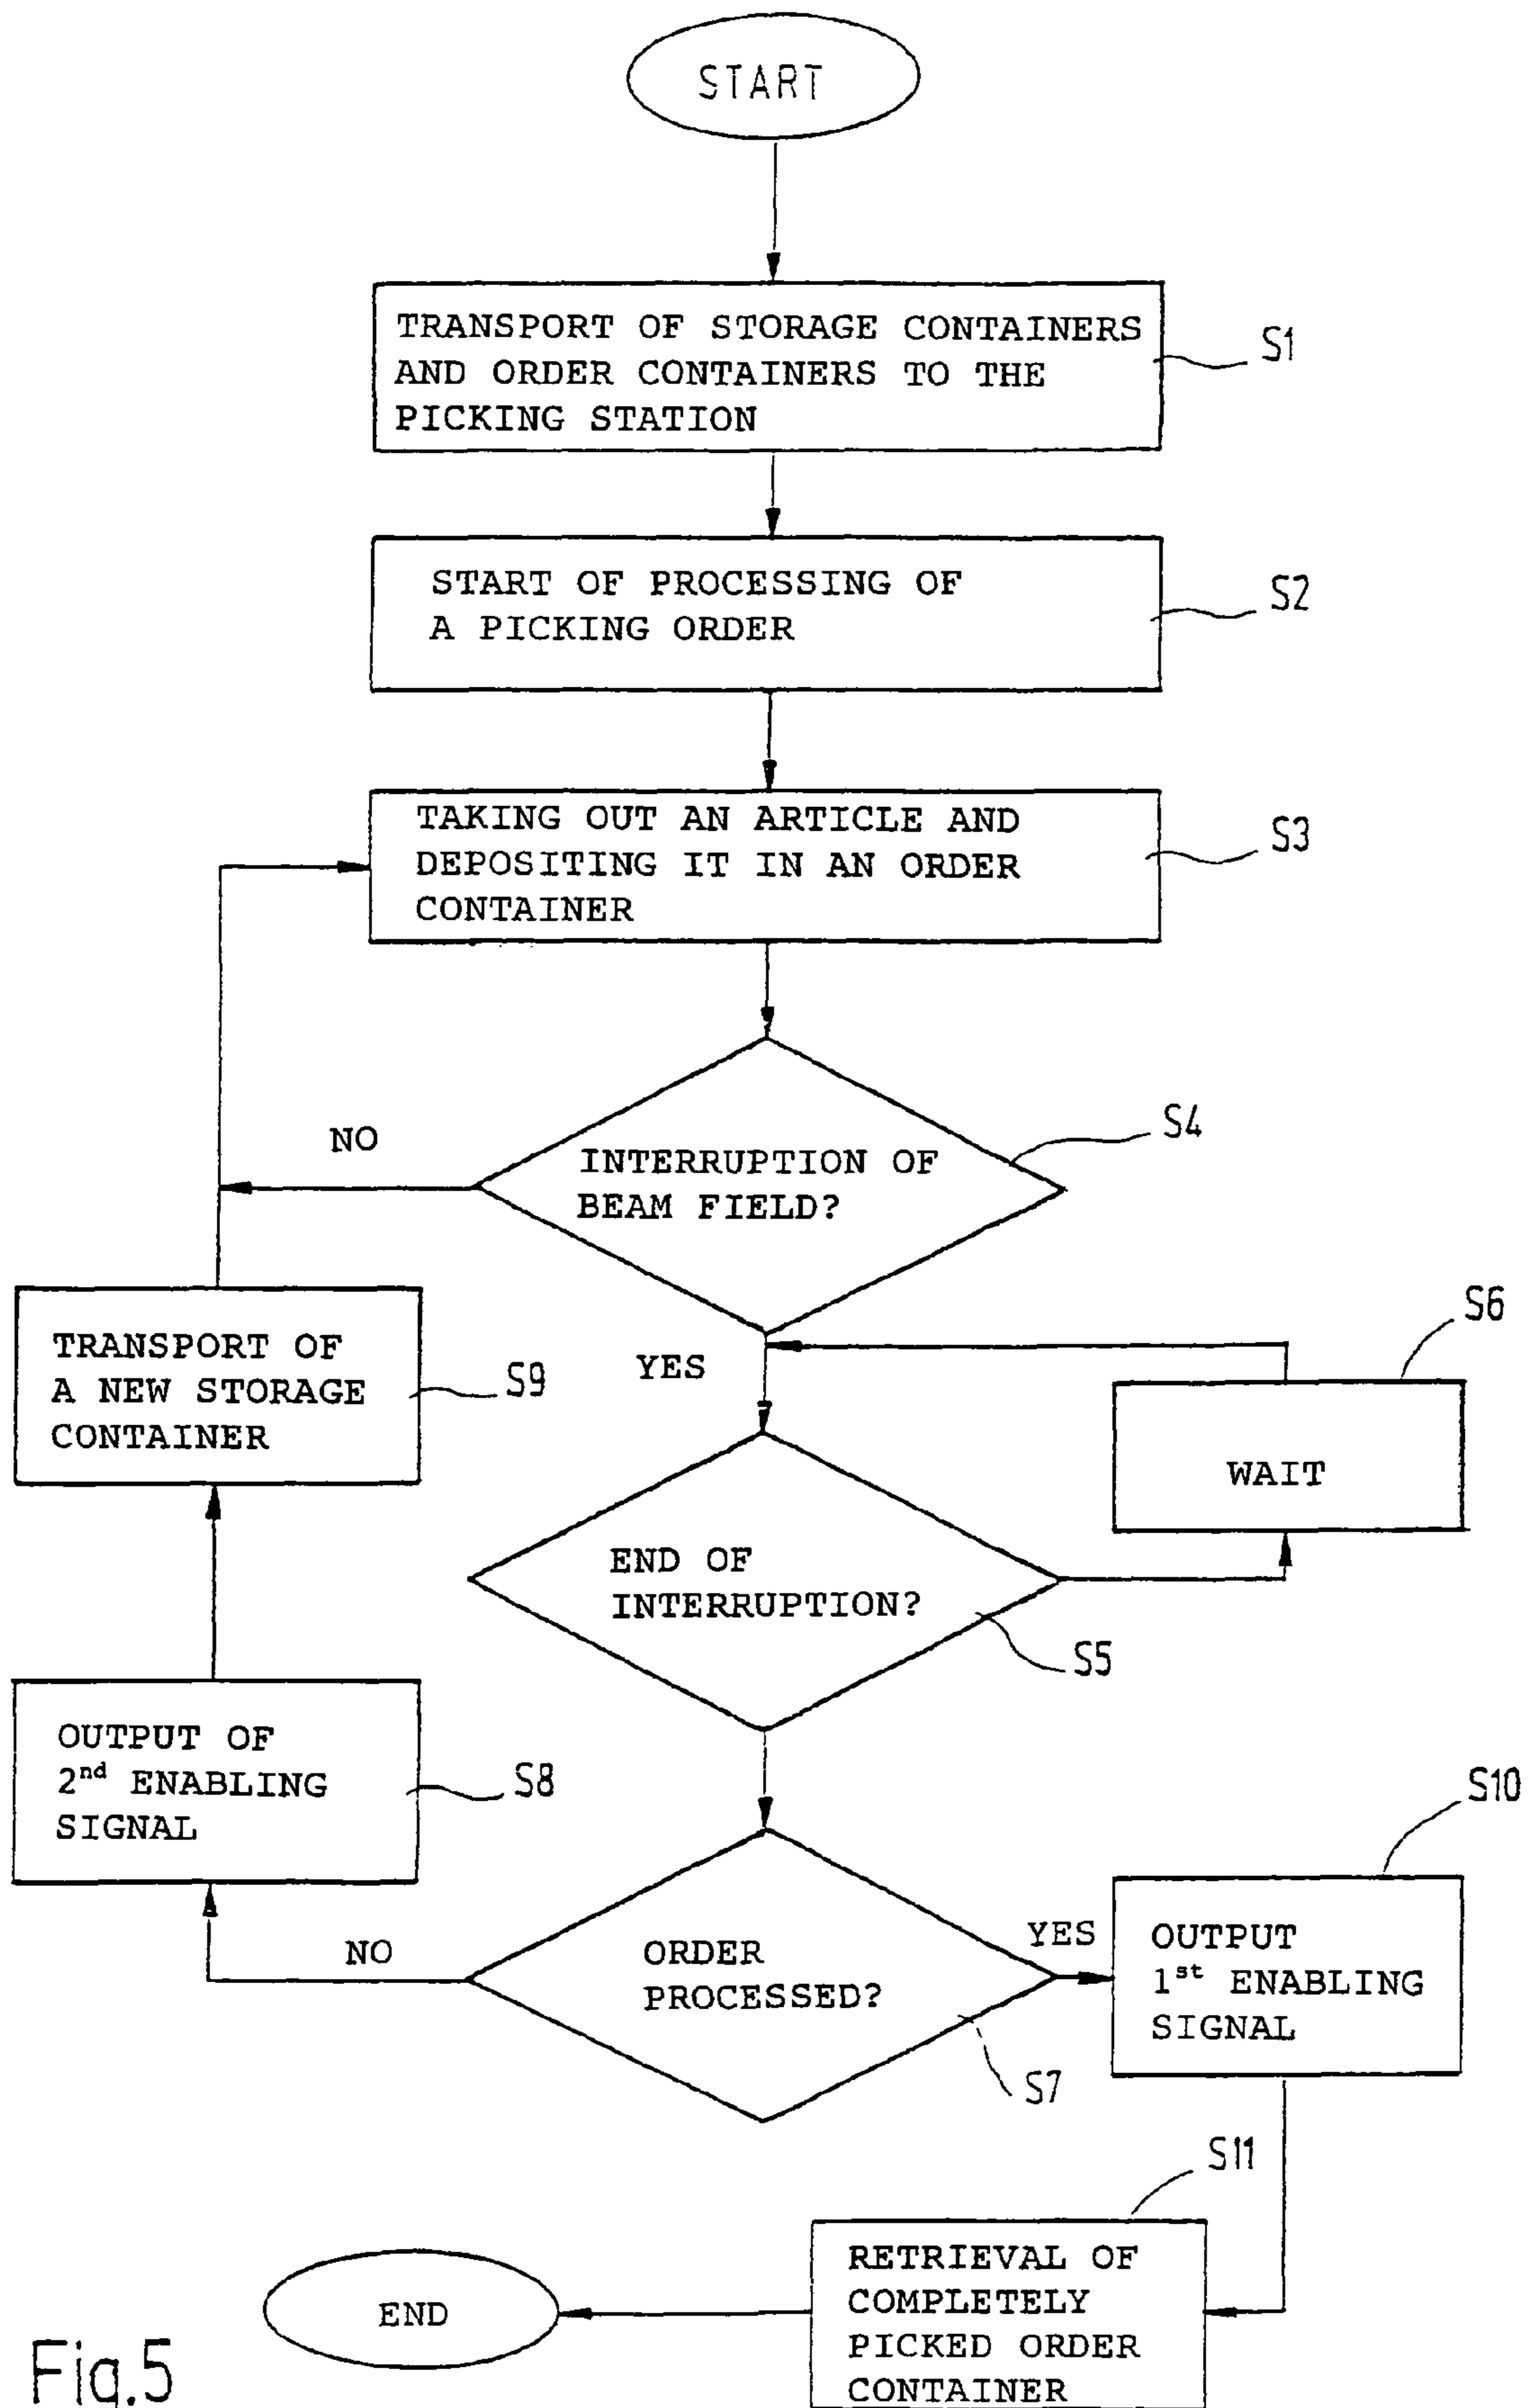 START
TRANSPORT OF STORAGE CONTAINERS
AND ORDER CONTAINERS TO THE
PICKING STATION
S1
START OF PROCESSING OF
A PICKING ORDER
S2
TAKING OUT AN ARTICLE AND
DEPOSITING IT IN AN ORDER
CONTAINER
S3
NO
INTERRUPTION OF
BEAM FIELD?
S4
YES
S6
WAIT
TRANSPORT OF
A NEW STORAGE
CONTAINER
S9
END OF
INTERRUPTION?
S5
OUTPUT OF
2nd ENABLING
SIGNAL
S8
NO
ORDER
PROCESSED?
S7
YES
S10
OUTPUT
1st ENABLING
SIGNAL
S11
RETRIEVAL OF
COMPLETELY
PICKED ORDER
CONTAINER
END
Fig.5